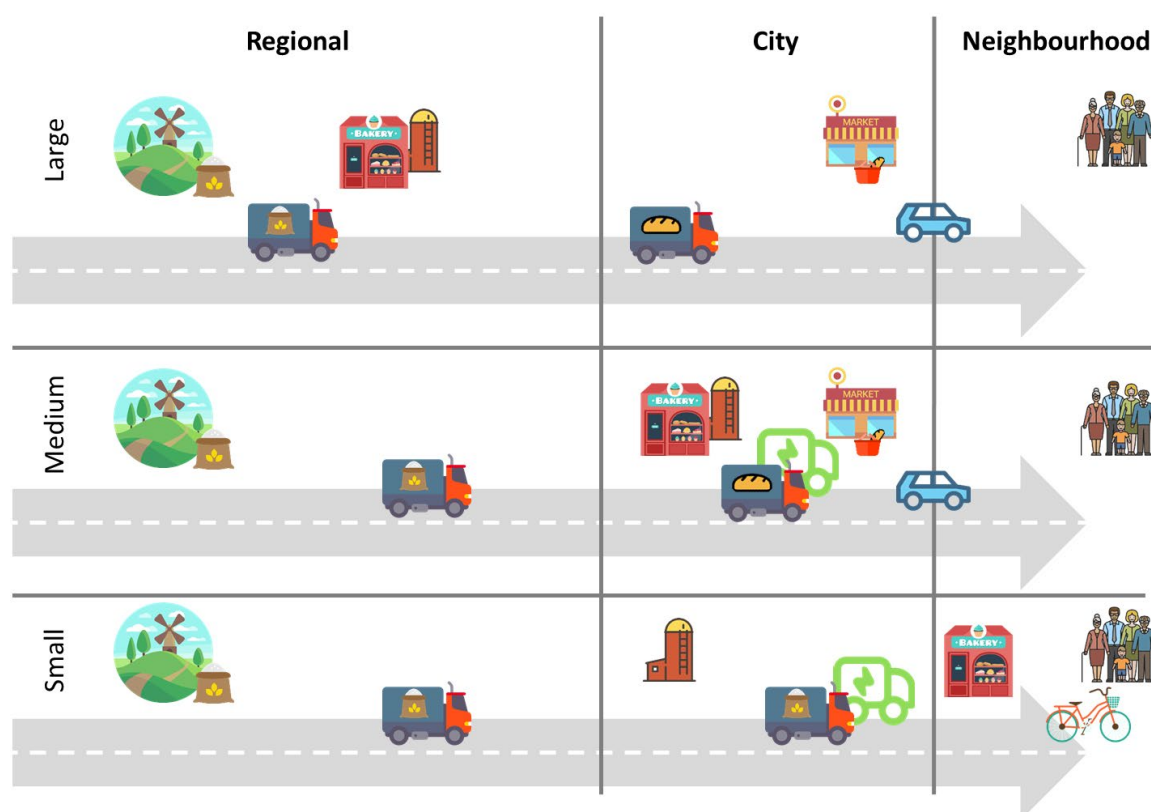 Regional
City
Neighbourhood
Large
BAKERY
MARKET
Medium
BAKERY
MARKET
Small
BAKERY